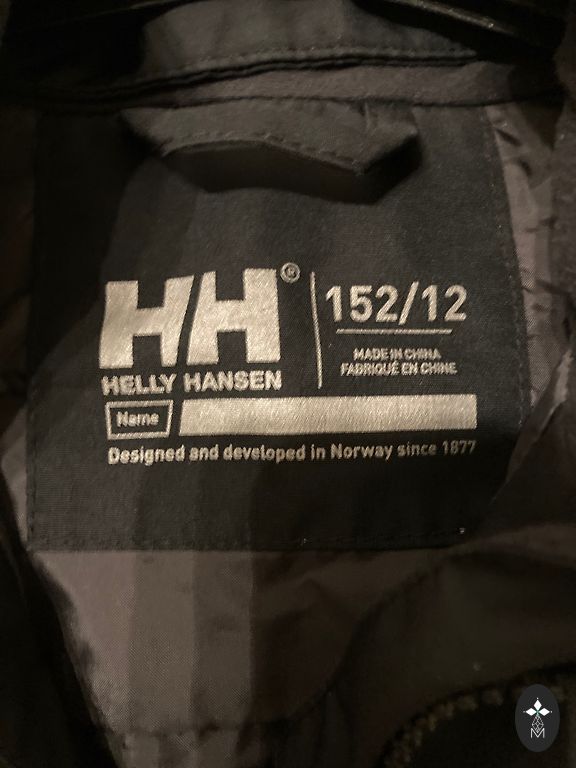 HH®
152/12
MADE IN CHINA
FABRIQUÉ EN CHINE
HELLY HANSEN
Name
Designed and developed in Norway since 1877
M